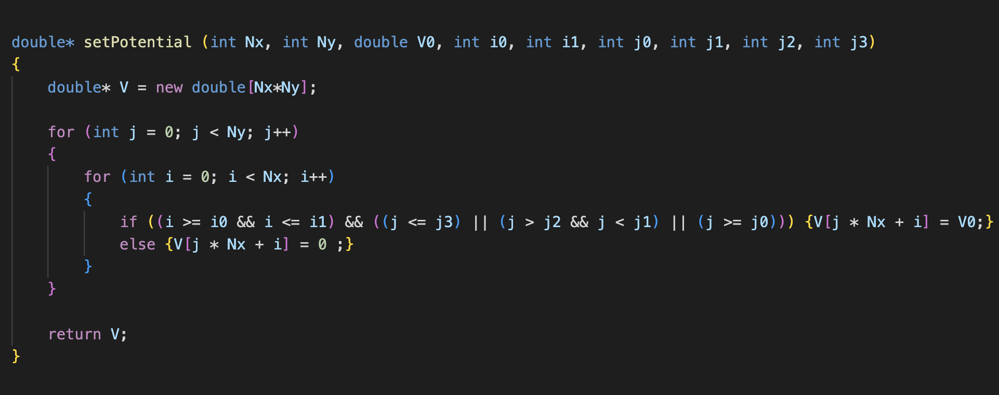 double* setPotential (int Nx, int Ny, double V0, int i0, int i1, int j0, int j1, int j2, int j3)
{
    double* V = new double[Nx*Ny];

    for (int j = 0; j < Ny; j++)
    {
        for (int i = 0; i < Nx; i++)
        {
            if ((i >= i0 && i <= i1) && ((j <= j3) || (j > j2 && j < j1) || (j >= j0))) {V[j * Nx + i] = V0;}
            else {V[j * Nx + i] = 0 ;}
        }
    }

    return V;
}